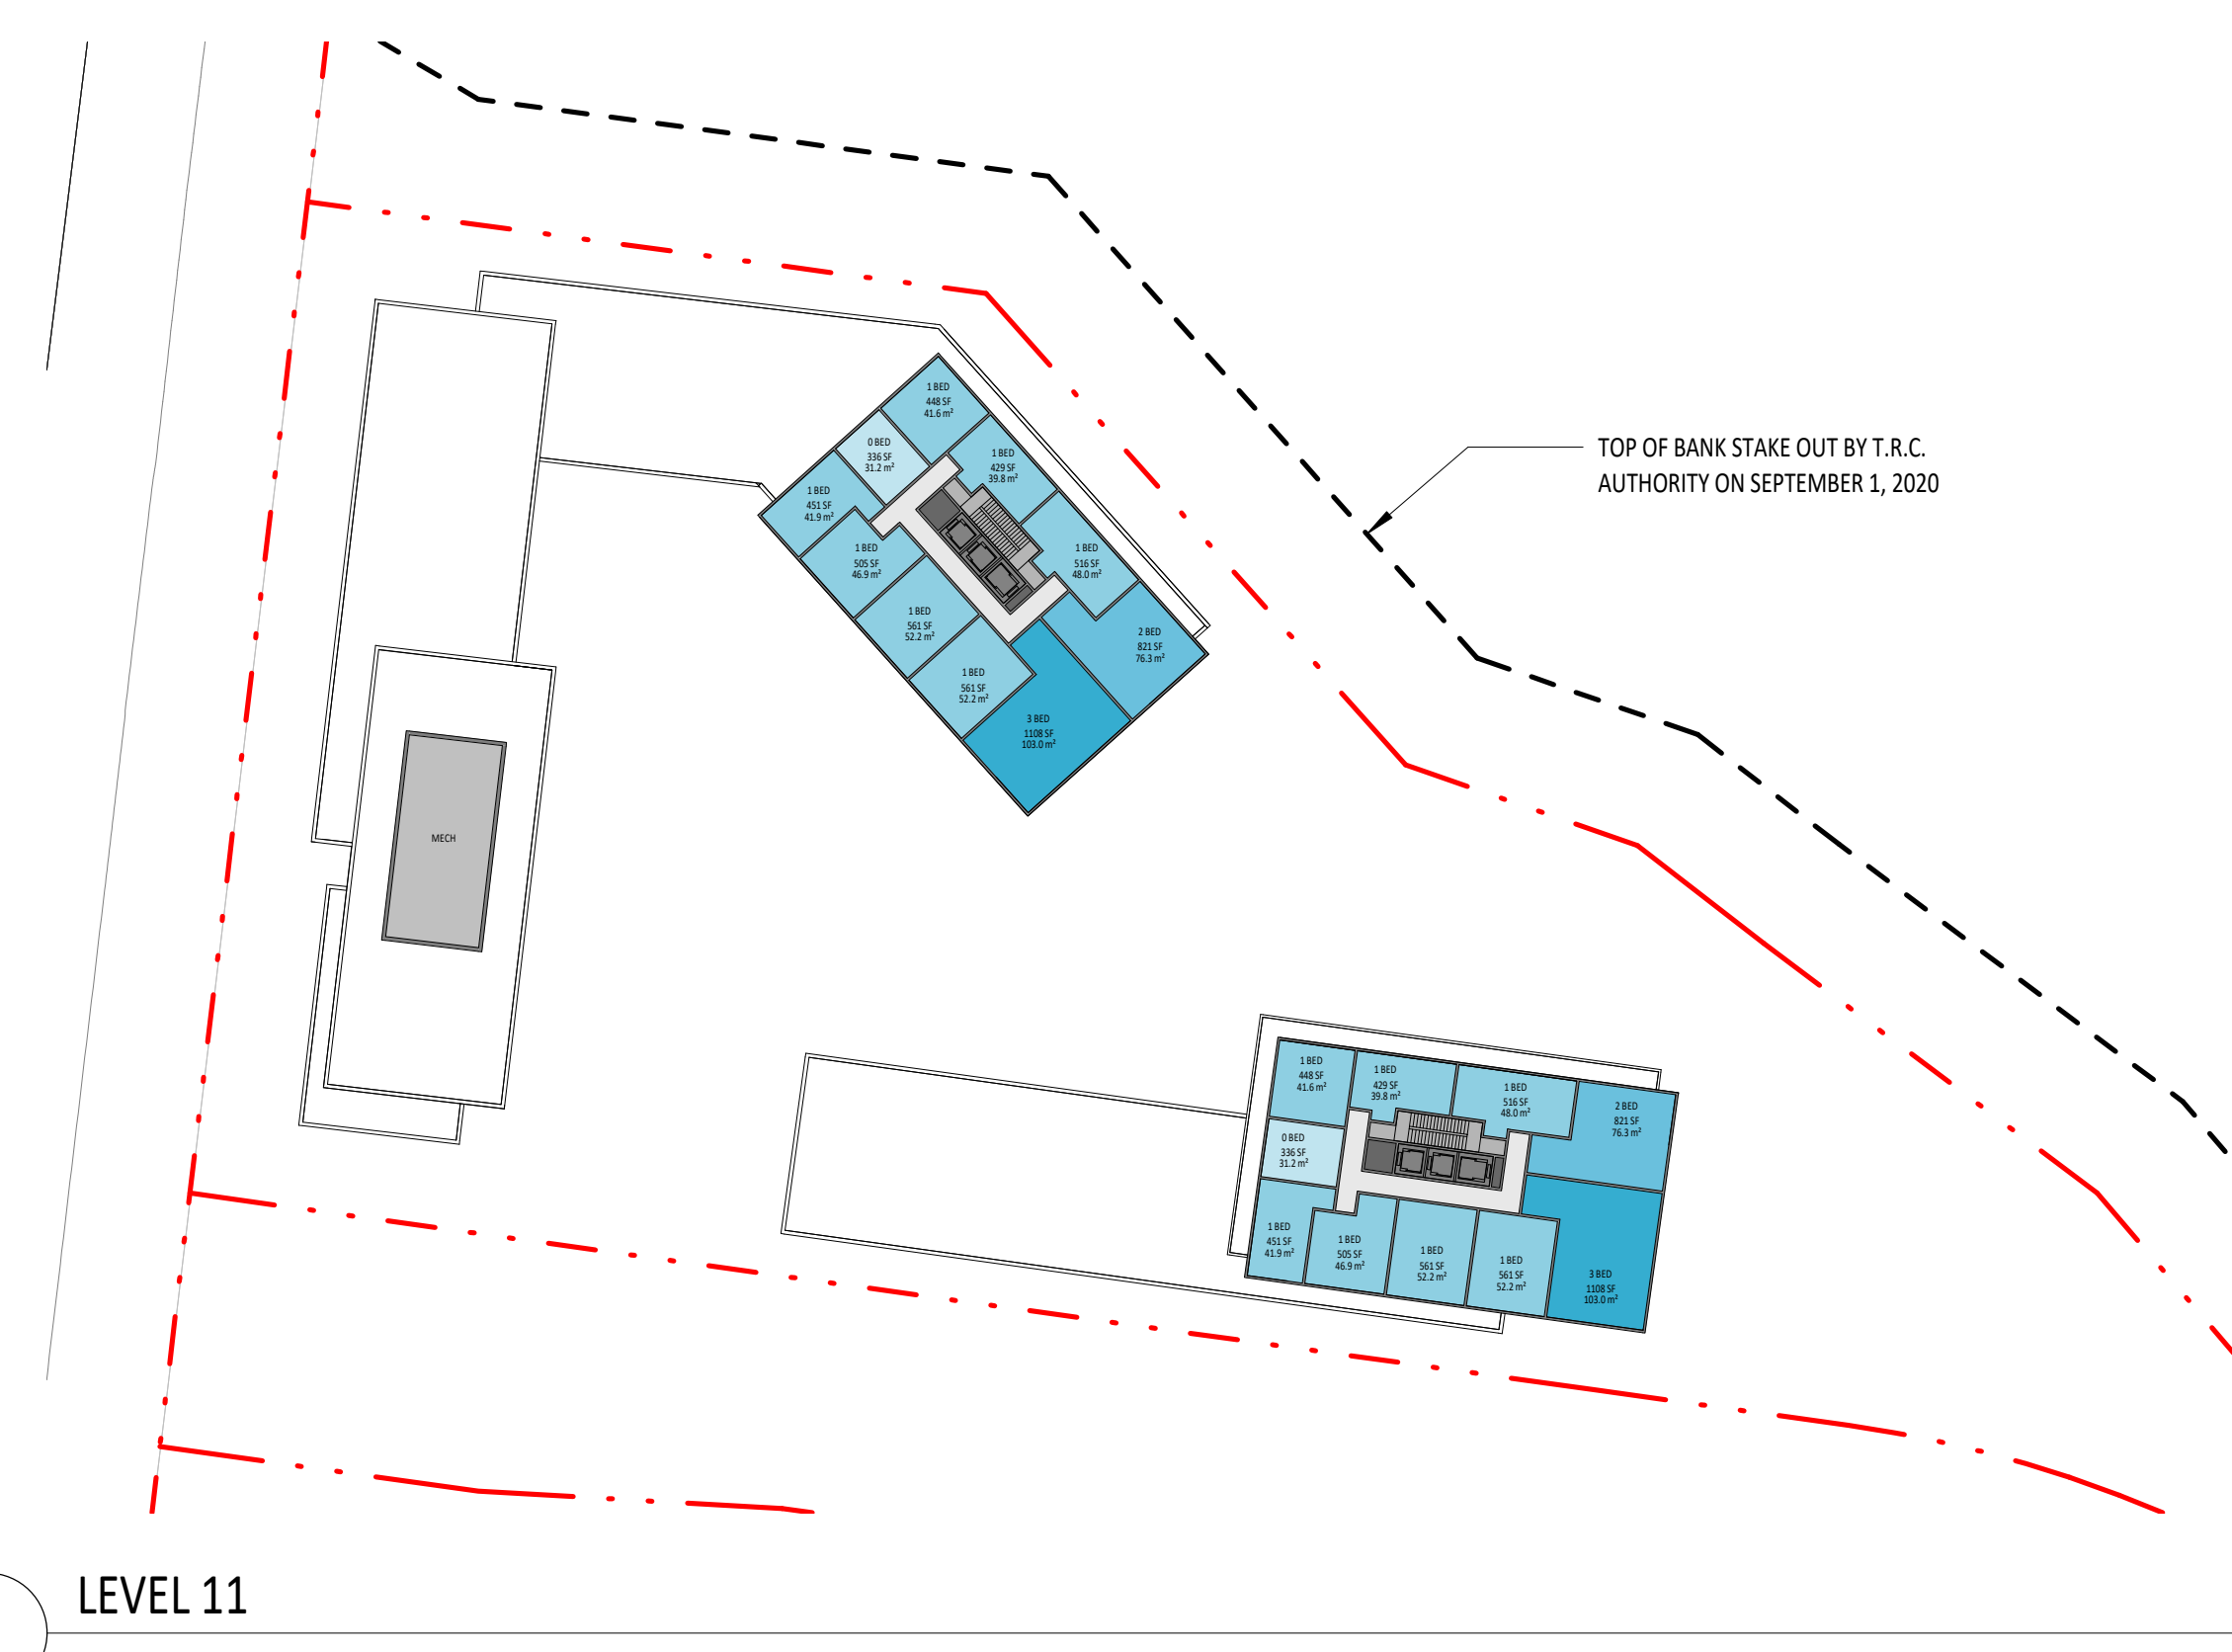 TOP OF BANK STAKE OUT BY T.R.C.
AUTHORITY ON SEPTEMBER 1, 2020
1 BED
448 SF
41.6 m²
0 BED
336 SF
31.2 m²
1 BED
429 SF
39.8 m²
1 BED
451 SF
41.9 m²
1 BED
505 SF
46.9 m²
1 BED
516 SF
48.0 m²
1 BED
561 SF
52.2 m²
2 BED
821 SF
76.3 m²
1 BED
561 SF
52.2 m²
3 BED
1108 SF
103.0 m²
MECH
1 BED
448 SF
41.6 m²
1 BED
429 SF
39.8 m²
1 BED
516 SF
48.0 m²
2 BED
821 SF
76.3 m²
0 BED
336 SF
31.2 m²
1 BED
451 SF
41.9 m²
1 BED
505 SF
46.9 m²
1 BED
561 SF
52.2 m²
1 BED
561 SF
52.2 m²
3 BED
1108 SF
103.0 m²
LEVEL 11